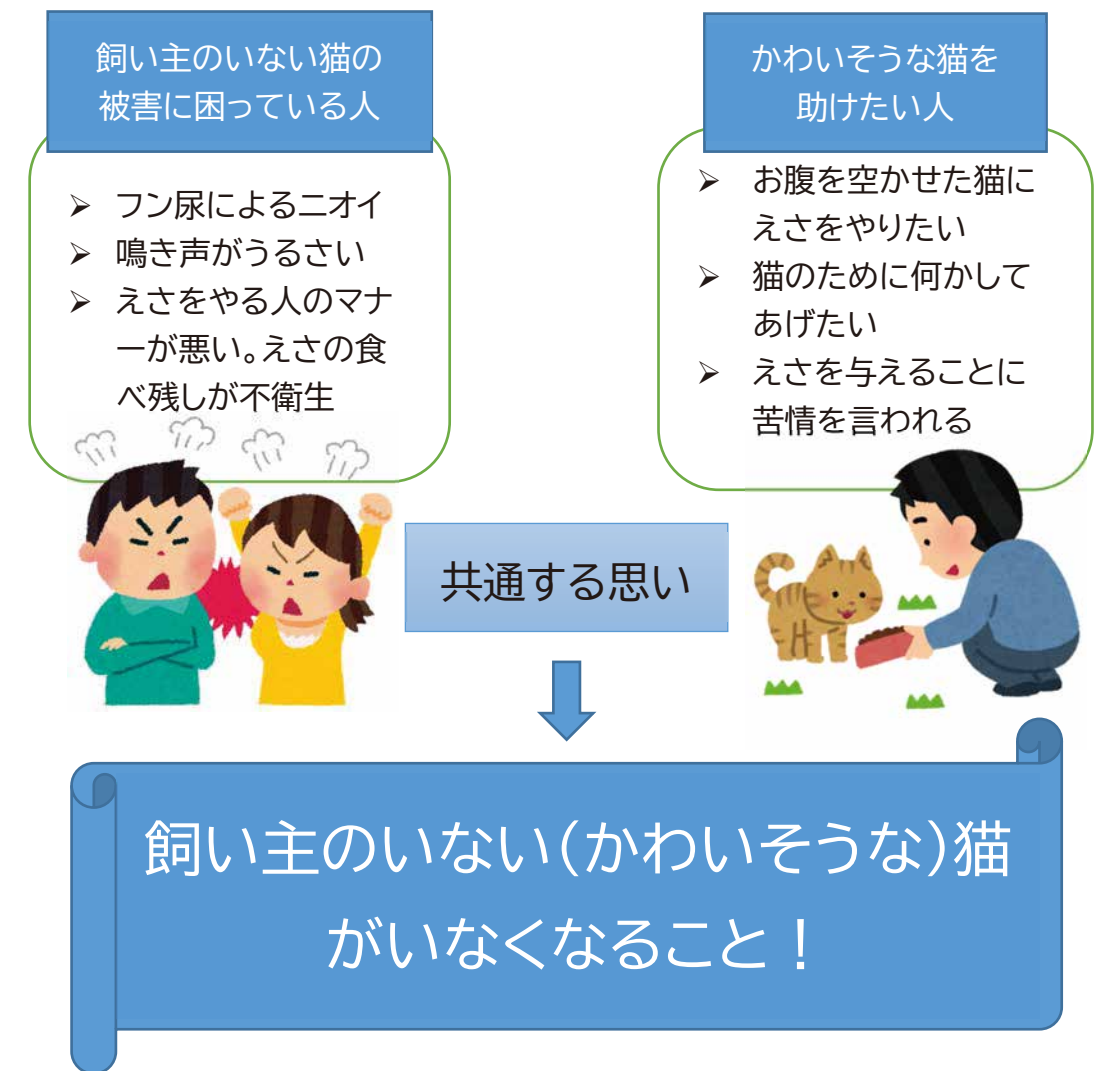 飼い主のいない猫の
被害に困っている人
➢ フン尿によるニオイ
➢ 鳴き声がうるさい
➢ えさをやる人のマナ
ーが悪い。えさの食
べ残しが不衛生
かわいそうな猫を
助けたい人
➢ お腹を空かせた猫に
えさをやりたい
➢ 猫のために何かして
あげたい
➢ えさを与えることに
苦情を言われる
共通する思い
飼い主のいない(かわいそうな)猫
がいなくなること！